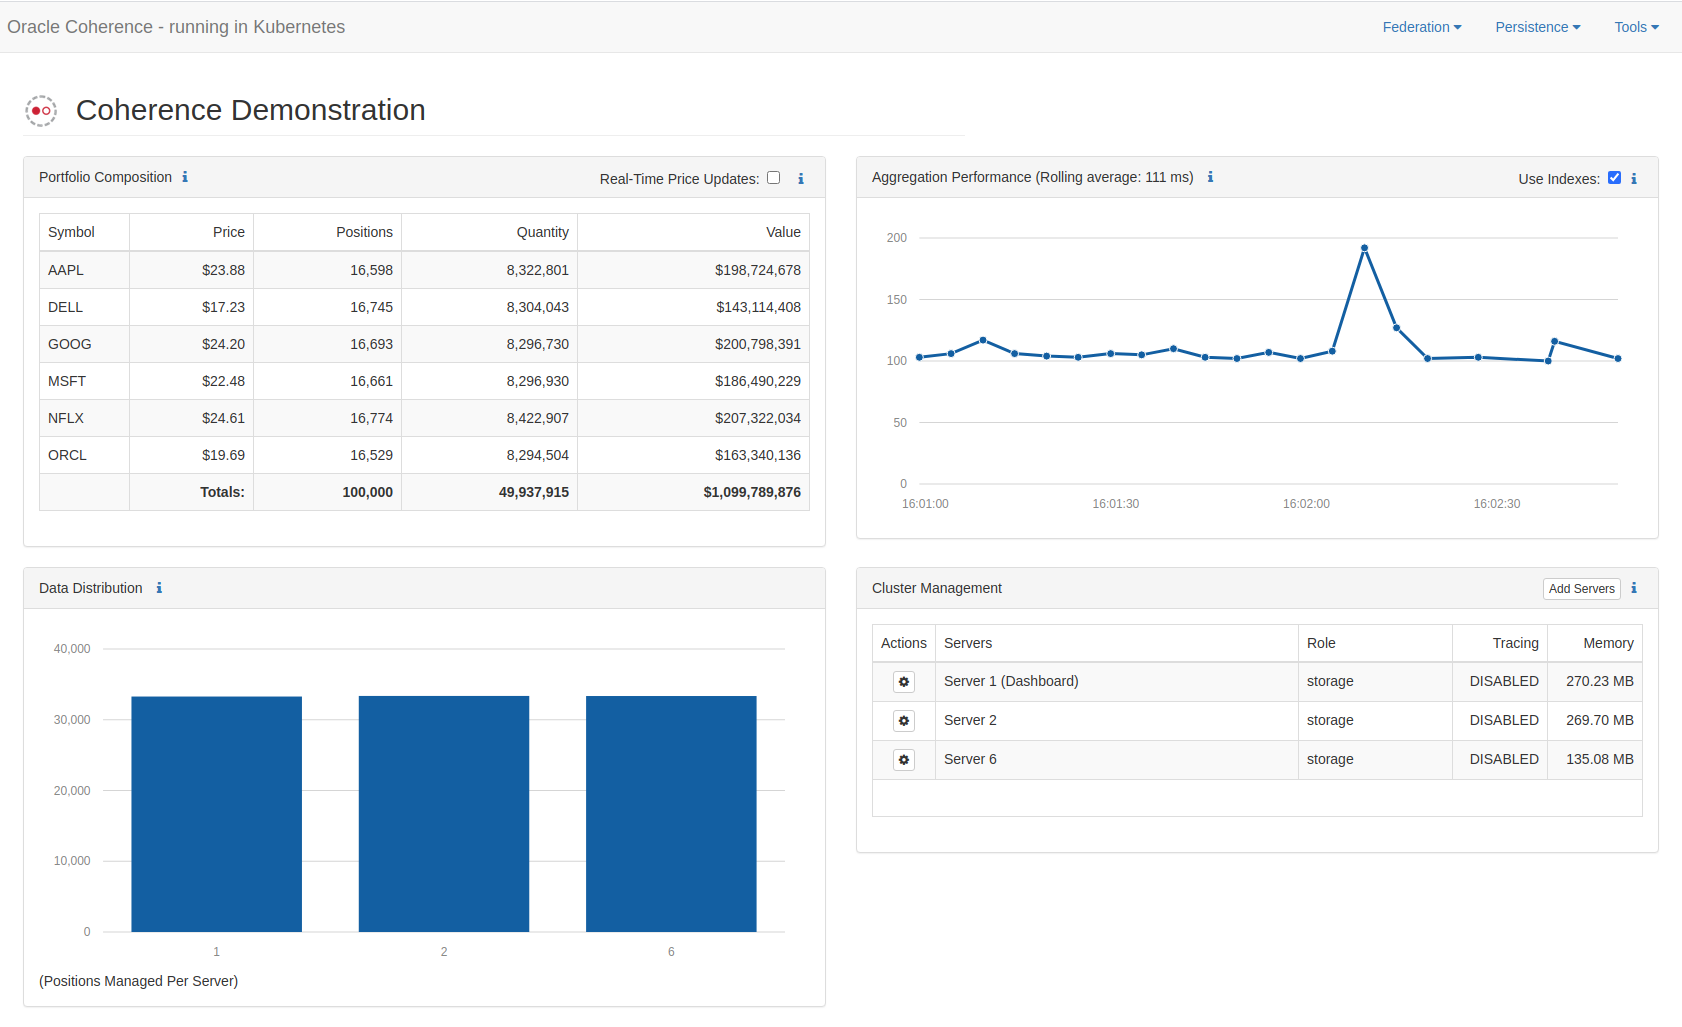 Oracle Coherence - running in Kubernetes
Federation
Persistence
Tools
Coherence Demonstration
Portfolio Composition
Real-Time Price Updates:
Symbol Price Positions Quantity Value
AAPL $23.88 16,598 8,322,801 $198,724,678
DELL $17.23 16,745 8,304,043 $143,114,408
GOOG $24.20 16,693 8,296,730 $200,798,391
MSFT $22.48 16,661 8,296,930 $186,490,229
NFLX $24.61 16,774 8,422,907 $207,322,034
ORCL $19.69 16,529 8,294,504 $163,340,136
Totals: 100,000 49,937,915 $1,099,789,876
Aggregation Performance (Rolling average: 111 ms)
Use Indexes:
200
150
100
50
0
16:01:00 16:01:30 16:02:00 16:02:30
Data Distribution
40,000
30,000
20,000
10,000
0
1 2 6
(Positions Managed Per Server)
Cluster Management
Add Servers
Actions Servers Role Tracing Memory
Server 1 (Dashboard) storage DISABLED 270.23 MB
Server 2 storage DISABLED 269.70 MB
Server 6 storage DISABLED 135.08 MB